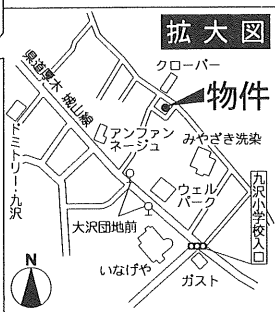 拡大図
クローバー
物件
県道厚木 城山線
アンファン
ネージュ
みやざき洗染
ドミトリー・九沢
ウェル
パーク
九沢小学校入口
大沢団地前
いなげや
ガスト
N